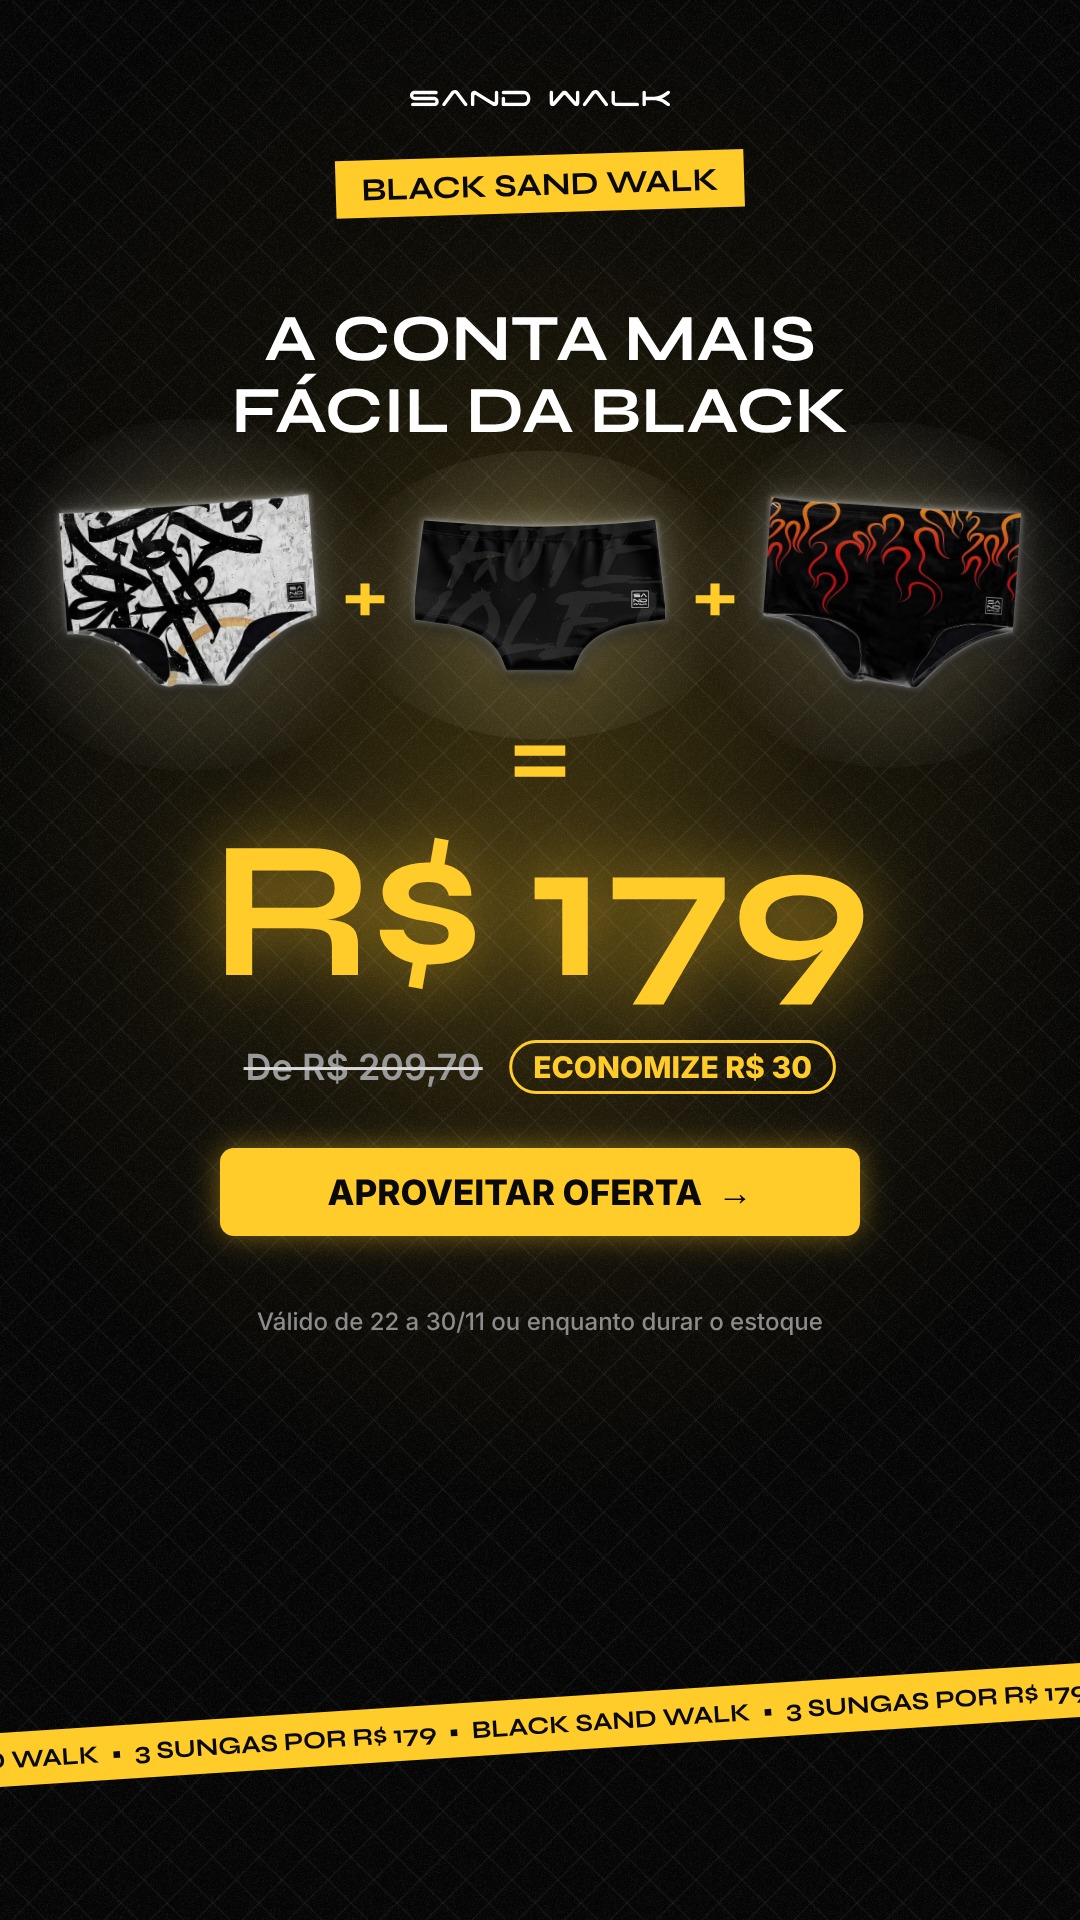 SAND WALK
BLACK SAND WALK
A CONTA MAIS
FÁCIL DA BLACK
+ +
=
R$ 179
De R$ 209,70 ECONOMIZE R$ 30
APROVEITAR OFERTA →
Válido de 22 a 30/11 ou enquanto durar o estoque
WALK ▪ 3 SUNGAS POR R$ 179 ▪ BLACK SAND WALK ▪ 3 SUNGAS POR R$ 179